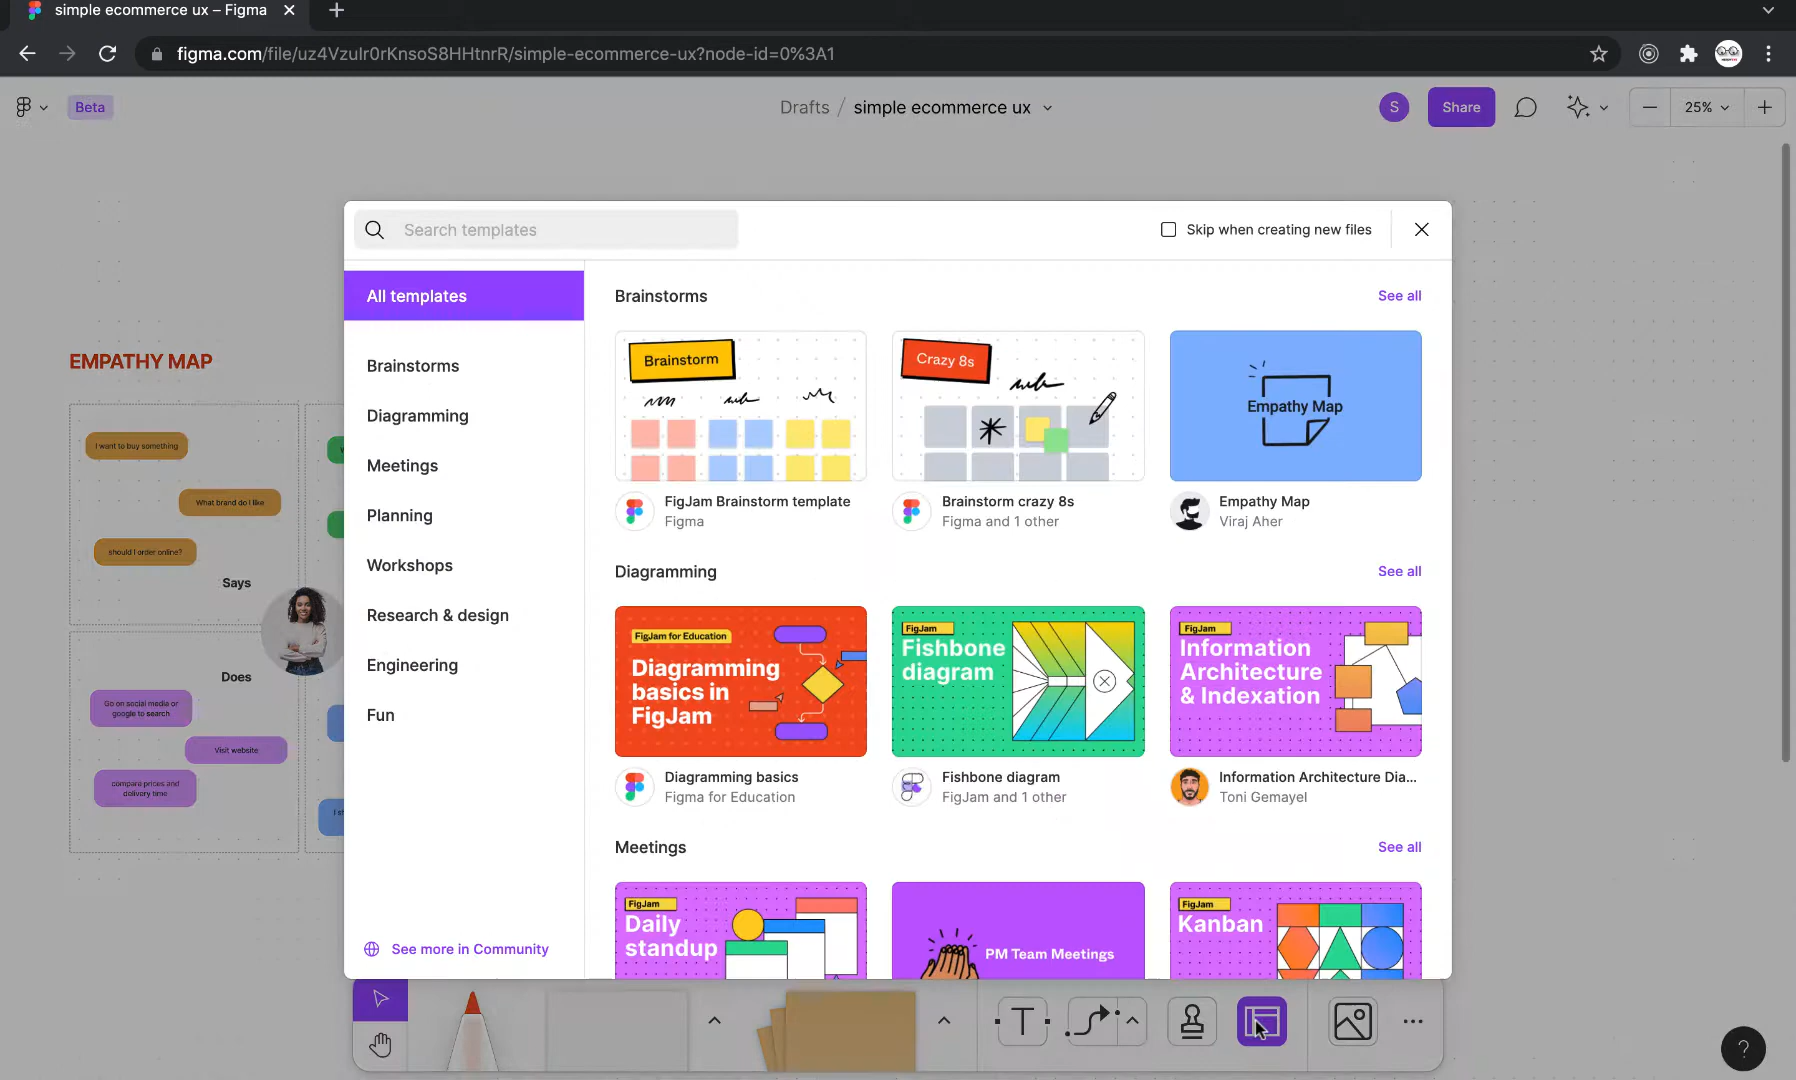 simple ecommerce ux – Figma
figma.com/file/uz4VzuIr0rKnsoS8HHtnrR/simple-ecommerce-ux?node-id=0%3A1
Beta
Drafts / simple ecommerce ux
S
Share
25%
Search templates
Skip when creating new files
All templates
Brainstorms
Diagramming
Meetings
Planning
Workshops
Research & design
Engineering
Fun
See more in Community
Brainstorms
See all
Brainstorm
Crazy 8s
Empathy Map
FigJam Brainstorm template
Figma
Brainstorm crazy 8s
Figma and 1 other
Empathy Map
Viraj Aher
Diagramming
See all
FigJam for Education
Diagramming
basics in
FigJam
FigJam
Fishbone
diagram
FigJam
Information
Architecture
& Indexation
Diagramming basics
Figma for Education
Fishbone diagram
FigJam and 1 other
Information Architecture Dia...
Toni Gemayel
Meetings
See all
FigJam
Daily
standup
PM Team Meetings
FigJam
Kanban
EMPATHY MAP
I want to buy something
What brand do I like
should I order online?
Says
Does
Go on social media or
google to search
Visit website
compare prices and
delivery time
T
?